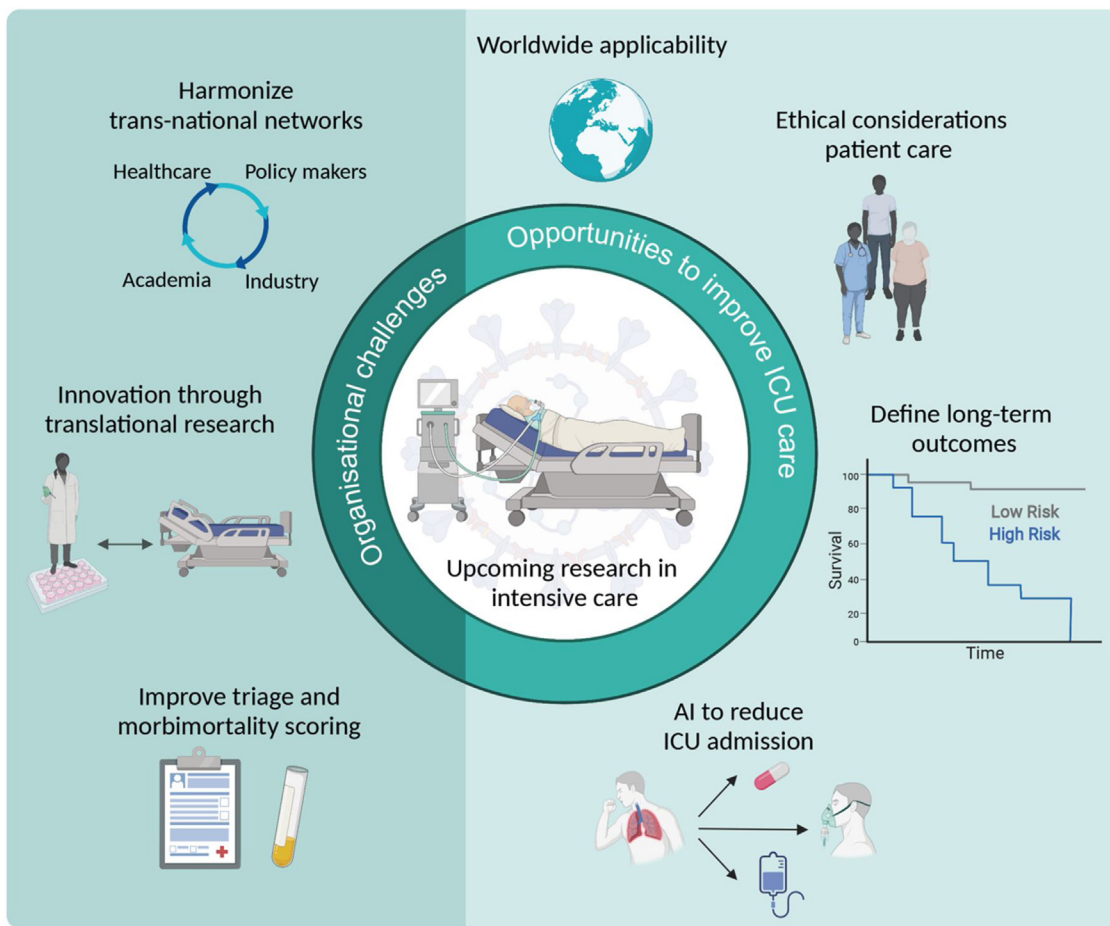 Harmonize
trans-national networks
Healthcare
Policy makers
Academia
Industry
Innovation through
translational research
Improve triage and
morbimortality scoring
Organisational challenges
Opportunities to improve ICU care
Upcoming research in
intensive care
Worldwide applicability
Ethical considerations
patient care
Define long-term
outcomes
100
80
60
40
20
0
Survival
Low Risk
High Risk
Time
AI to reduce
ICU admission